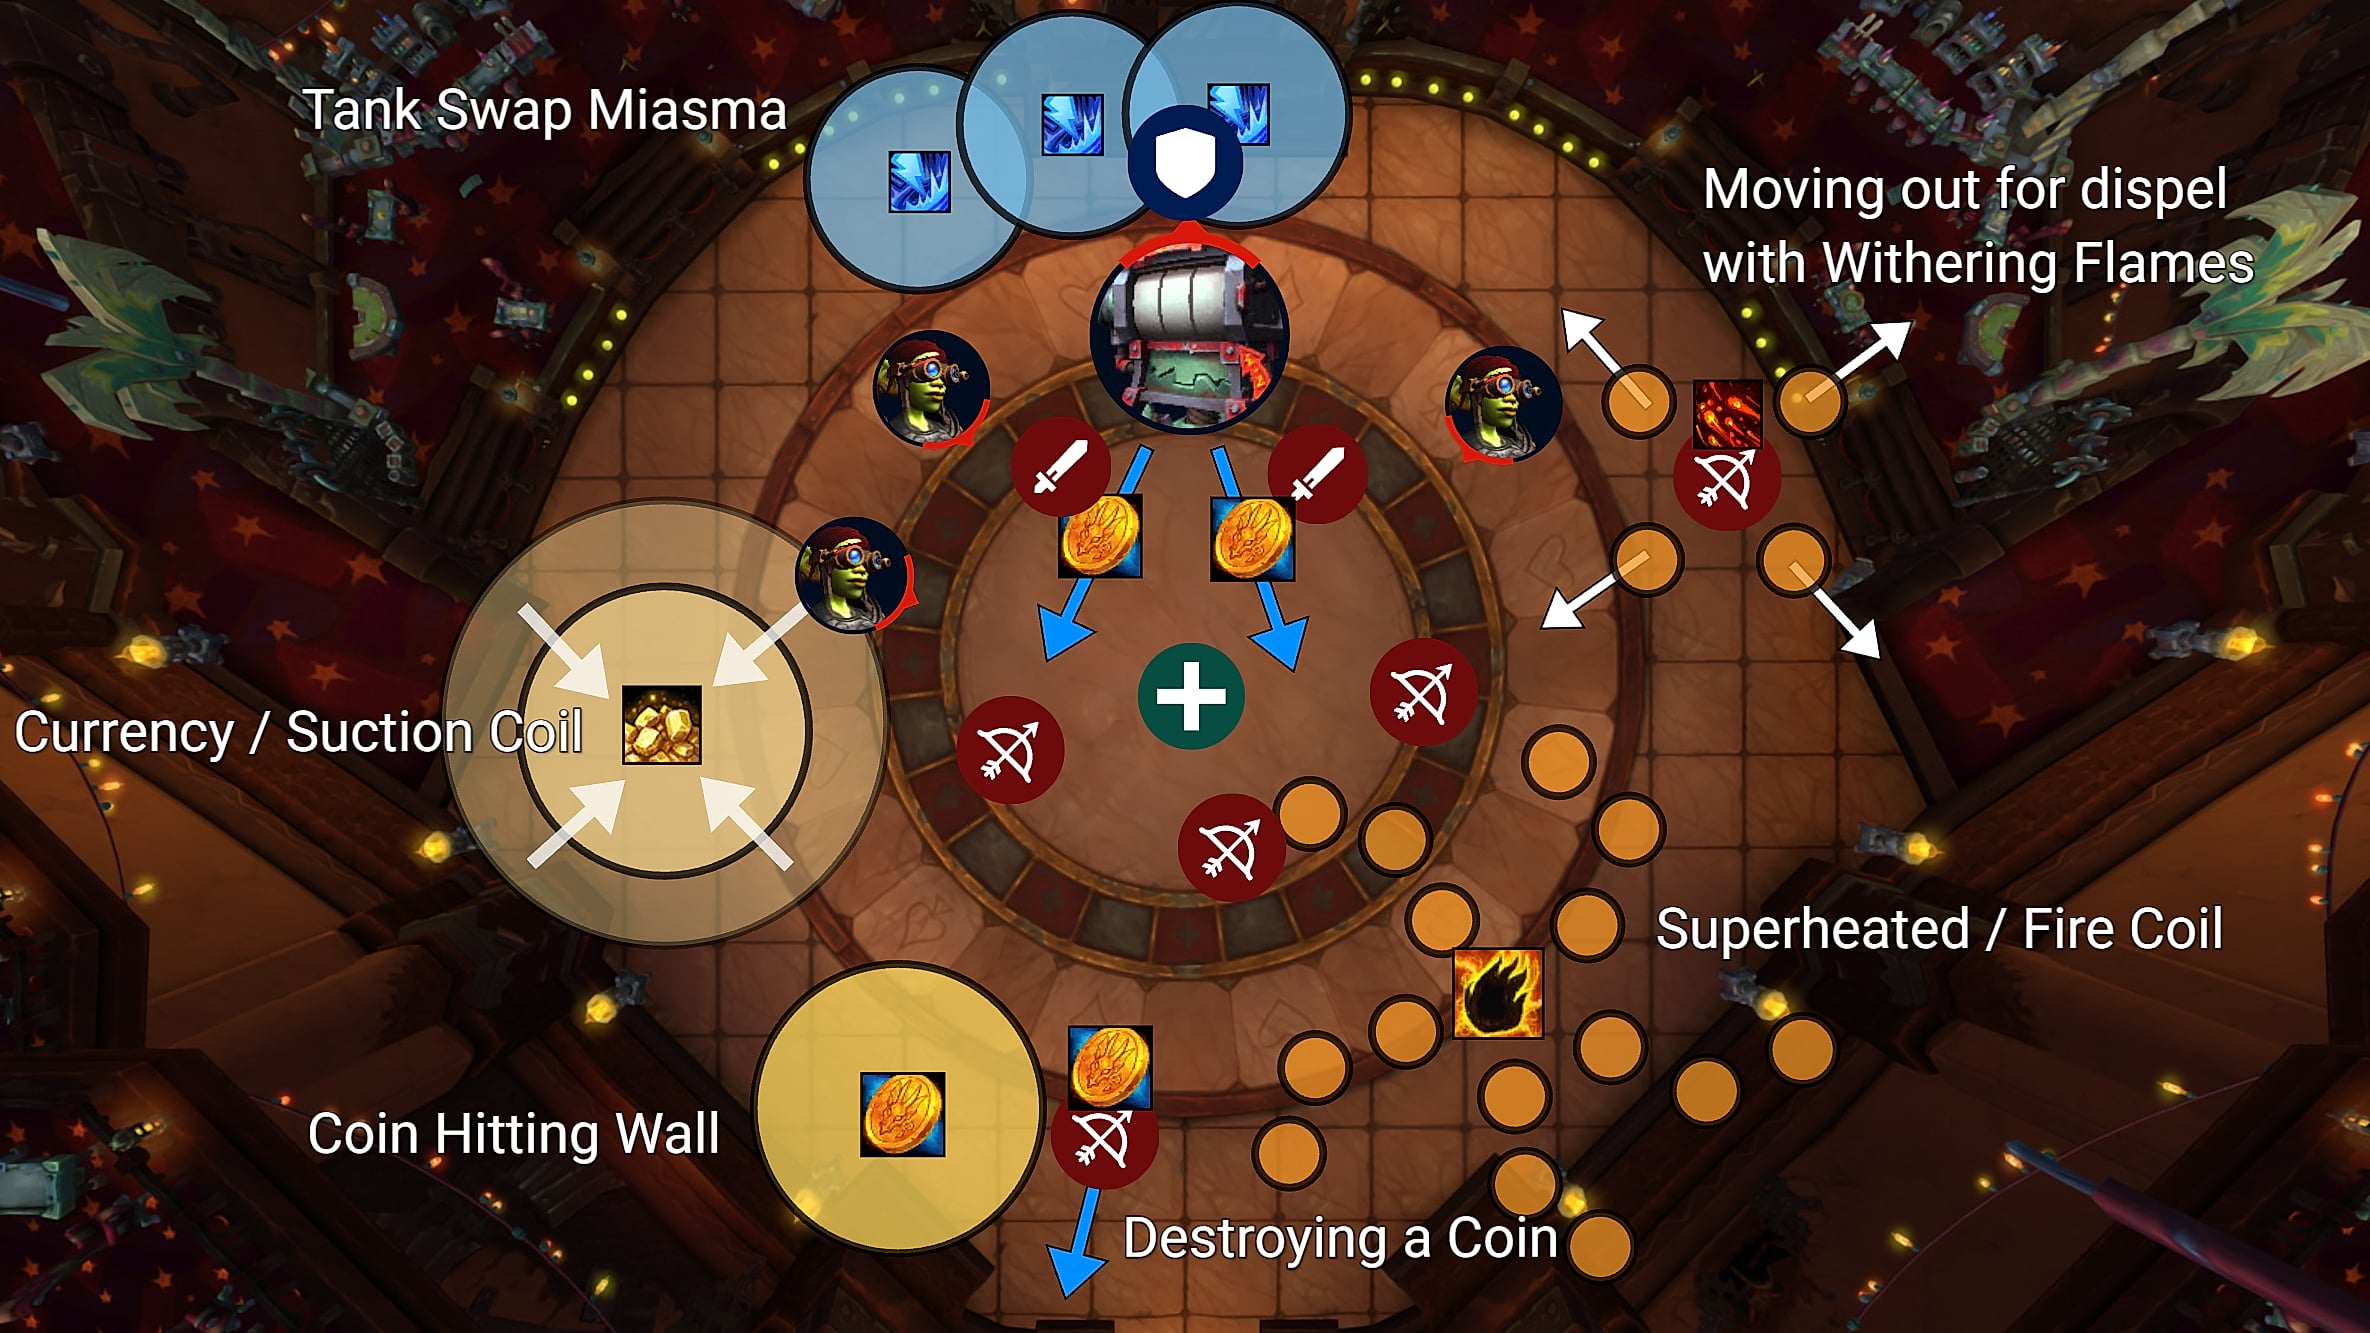 Tank Swap Miasma
Moving out for dispel
with Withering Flames
Currency / Suction Coil
Superheated / Fire Coil
Coin Hitting Wall
Destroying a Coin